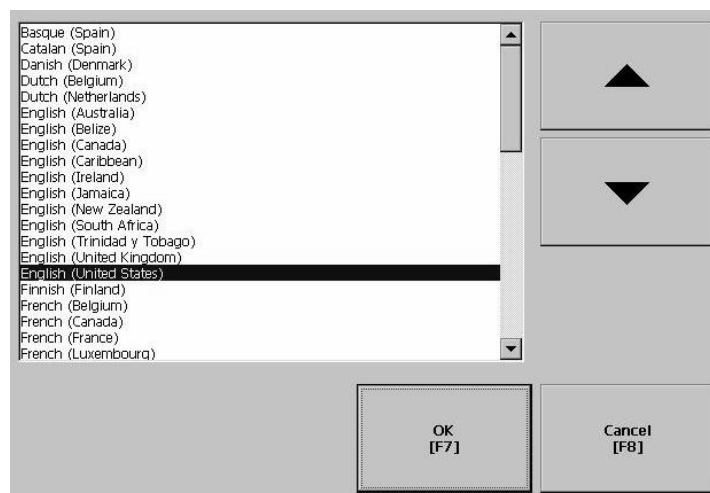 Basque (Spain)
Catalan (Spain)
Danish (Denmark)
Dutch (Belgium)
Dutch (Netherlands)
English (Australia)
English (Belize)
English (Canada)
English (Caribbean)
English (Ireland)
English (Jamaica)
English (New Zealand)
English (South Africa)
English (Trinidad y Tobago)
English (United Kingdom)
English (United States)
Finnish (Finland)
French (Belgium)
French (Canada)
French (France)
French (Luxembourg)
OK
[F7]
Cancel
[F8]